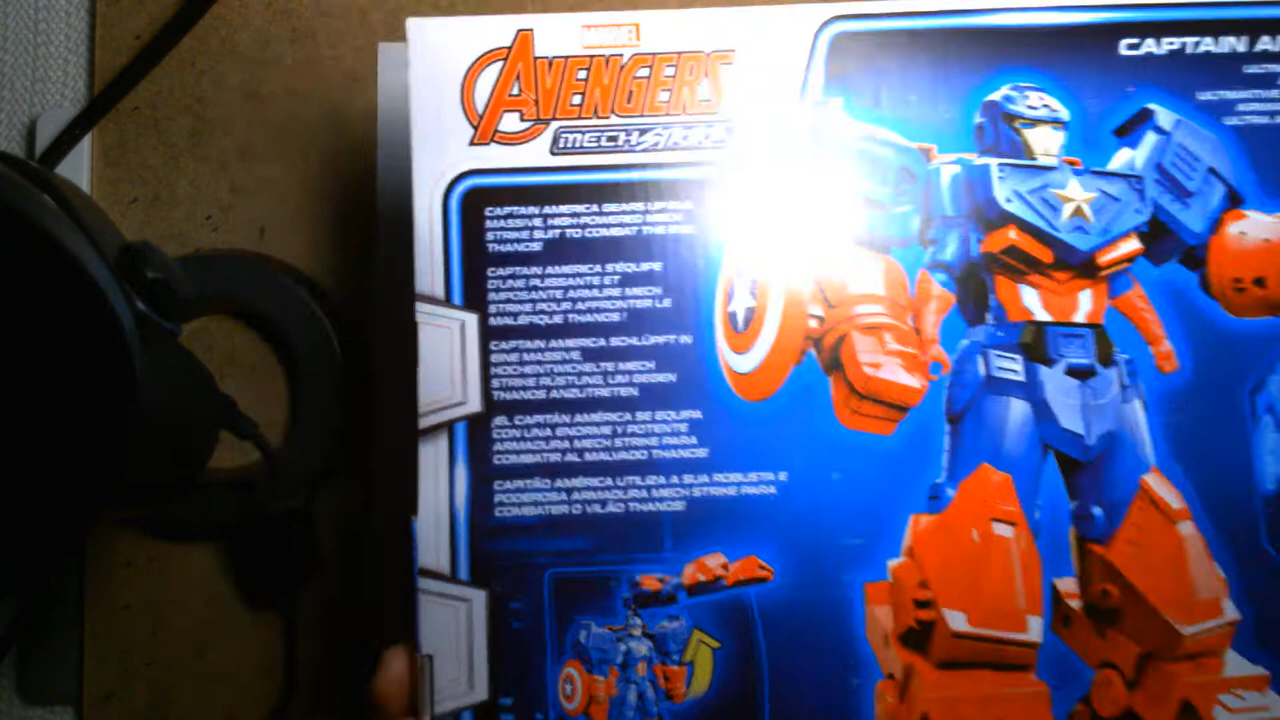 MARVEL
AVENGERS
MECH STRIKE
CAPTAIN
CAPTAIN AMERICA GEARS UP
MASSIVE, HIGH-POWERED MECH
STRIKE SUIT TO COMBAT THE
THANOS!
CAPTAIN AMERICA S'ÉQUIPE
D'UNE PUISSANTE ET
IMPOSANTE ARMURE MECH
STRIKE POUR AFFRONTER LE
MALÉFIQUE THANOS !
CAPTAIN AMERICA SCHLÜPFT IN
EINE MASSIVE,
HOCHENTWICKELTE MECH
STRIKE RÜSTUNG, UM GEGEN
THANOS ANZUTRETEN.
¡EL CAPITÁN AMÉRICA SE EQUIPA
CON UNA ENORME Y POTENTE
ARMADURA MECH STRIKE PARA
COMBATIR AL MALVADO THANOS!
CAPITÃO AMÉRICA UTILIZA A SUA ROBUSTA E
PODEROSA ARMADURA MECH STRIKE PARA
COMBATER O VILÃO THANOS!